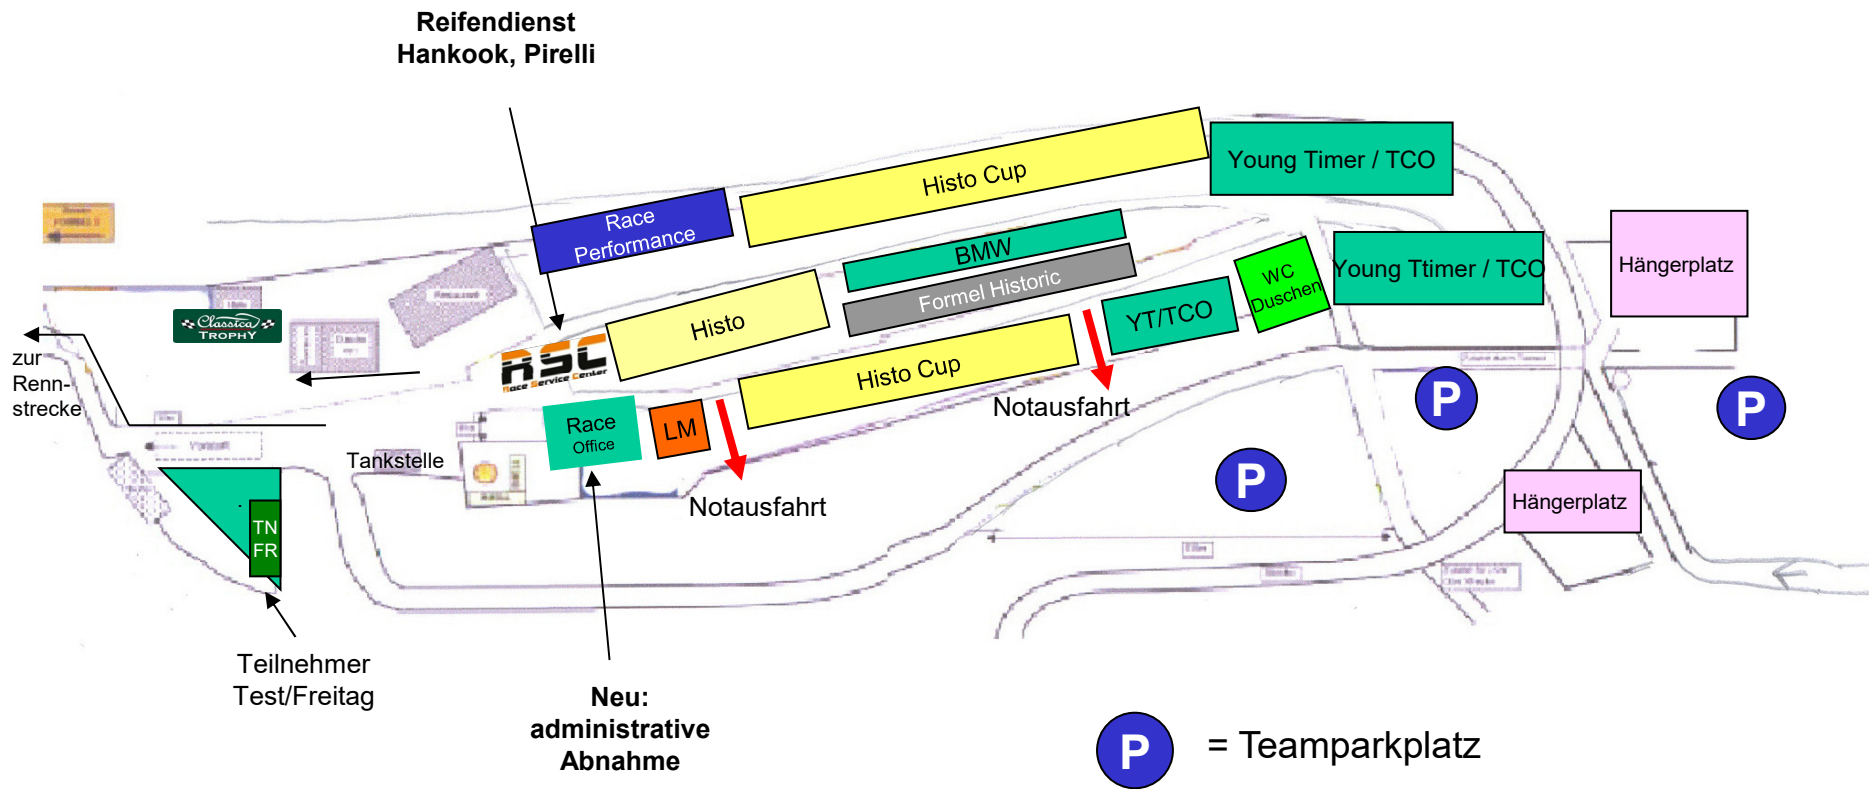 Reifendienst
Hankook, Pirelli
Histo Cup
Young Timer / TCO
Race
Performance
BMW
Formel Historic
WC
Duschen
Young Ttimer / TCO
Hängerplatz
Classica
TROPHY
Histo
YT/TCO
zur
Renn-
strecke
RSC
Race Service Center
Histo Cup
Notausfahrt
P
P
Race
Office
LM
Tankstelle
Notausfahrt
P
Hängerplatz
TN
FR
Teilnehmer
Test/Freitag
Neu:
administrative
Abnahme
P = Teamparkplatz